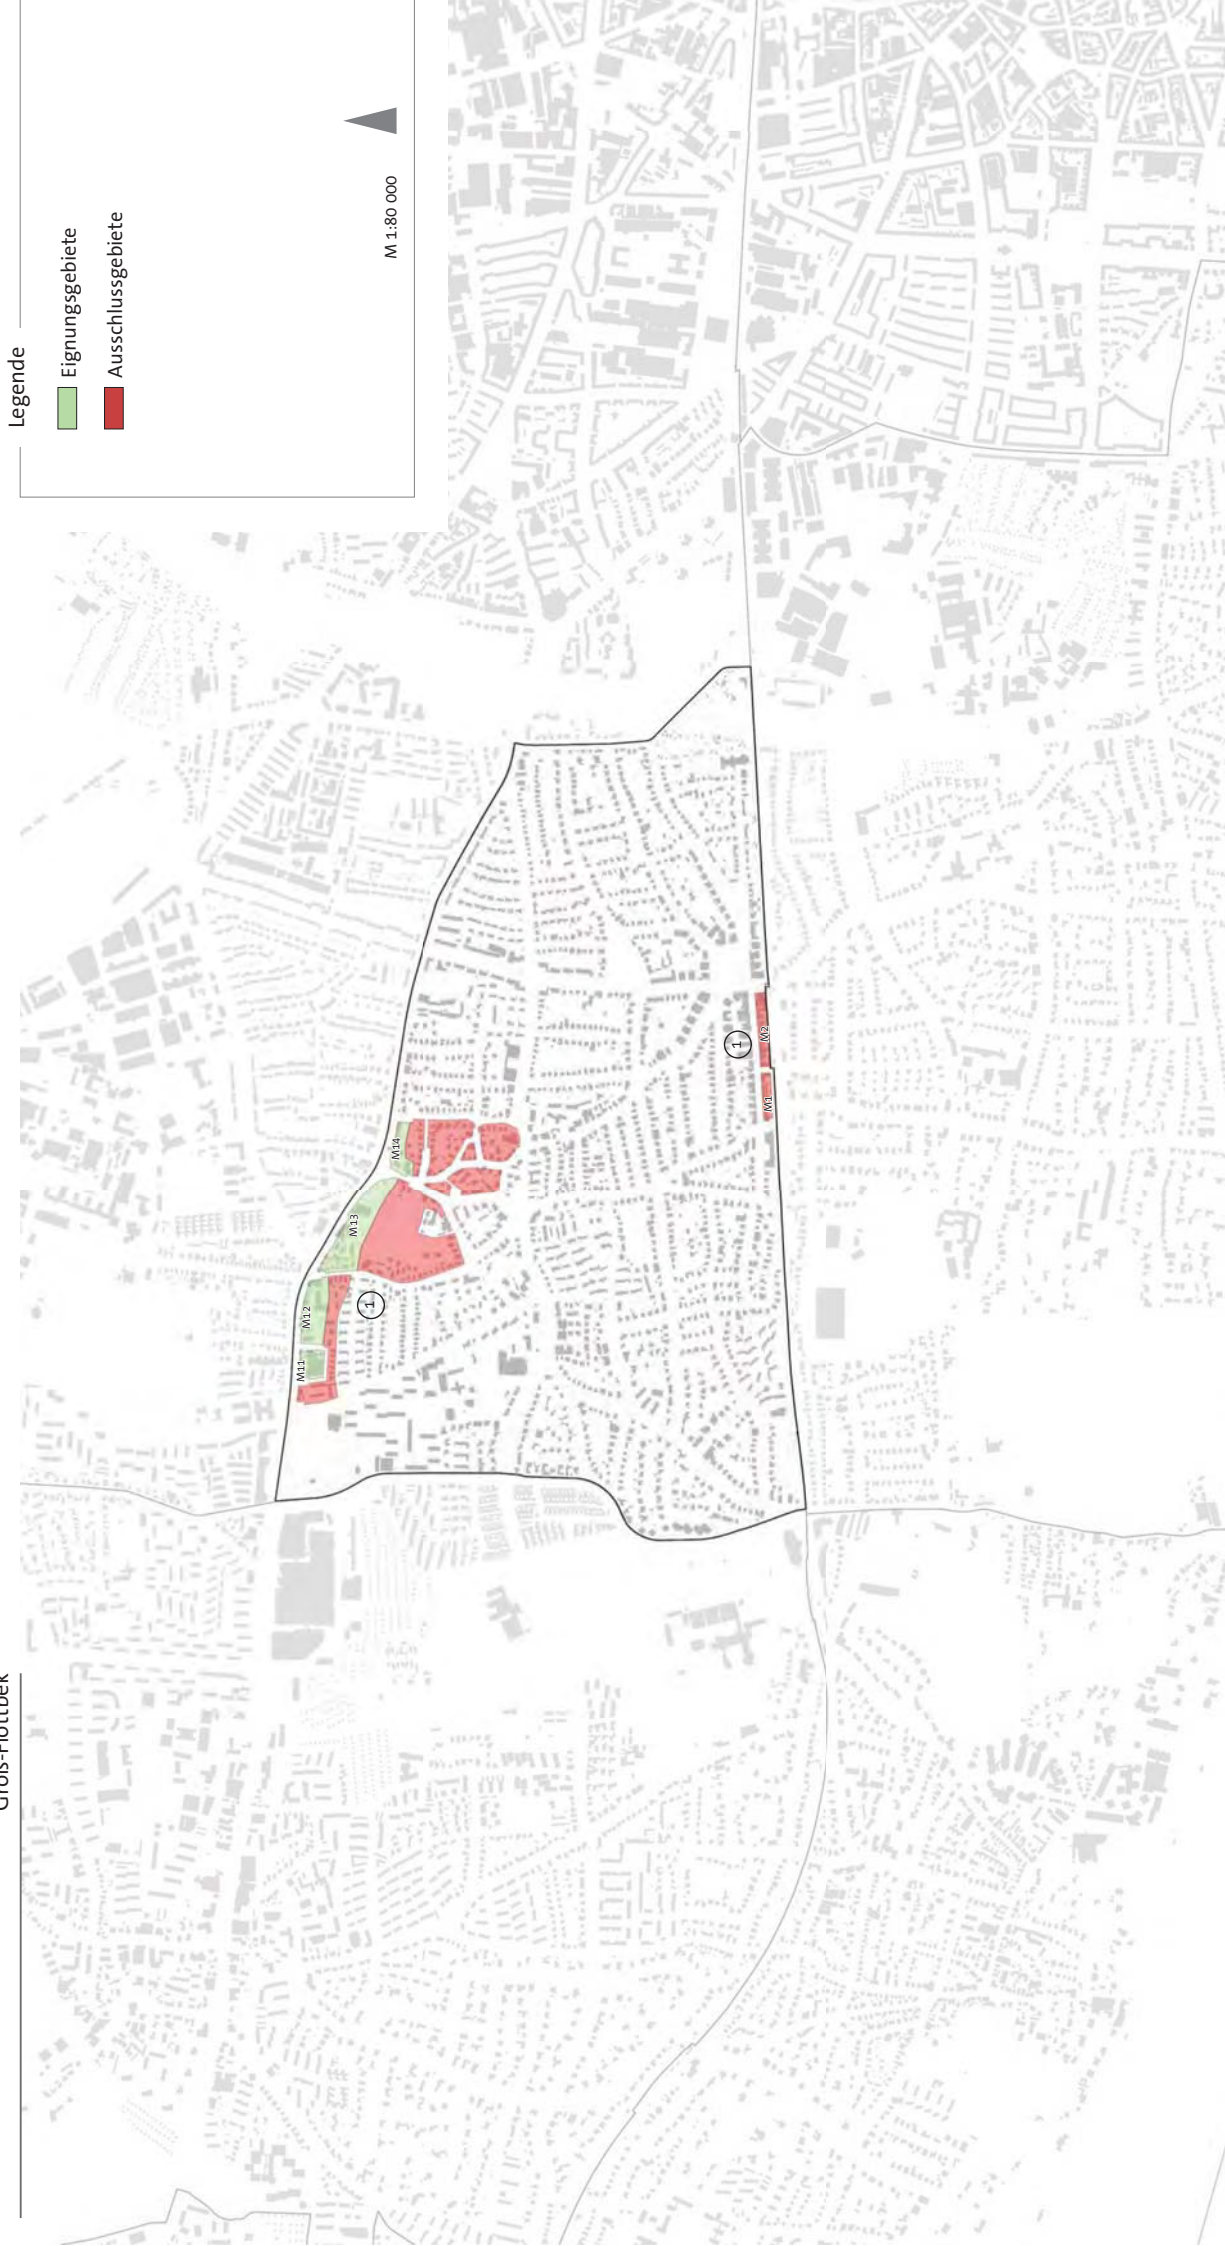 Groß-Flottbek
Legende
Eignungsgebiete
Ausschlussgebiete
M 1:80 000
M11
M12
M13
M14
1
1
M1
M2